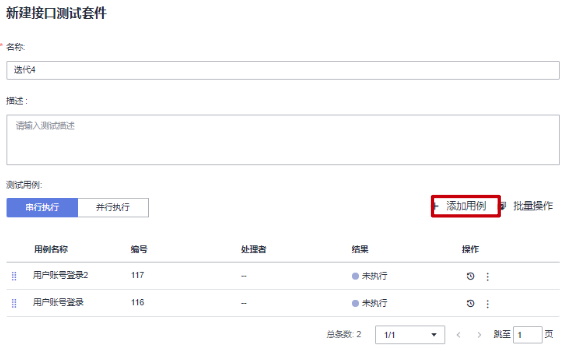 新建接口测试套件
* 名称:
迭代4
描述 :
请输入测试描述
测试用例:
串行执行 并行执行 + 添加用例 批量操作
用例名称 编号 处理者 结果 操作
用户账号登录2 117 -- 未执行
用户账号登录 116 -- 未执行
总条数: 2 1/1 < > 跳至 1 页